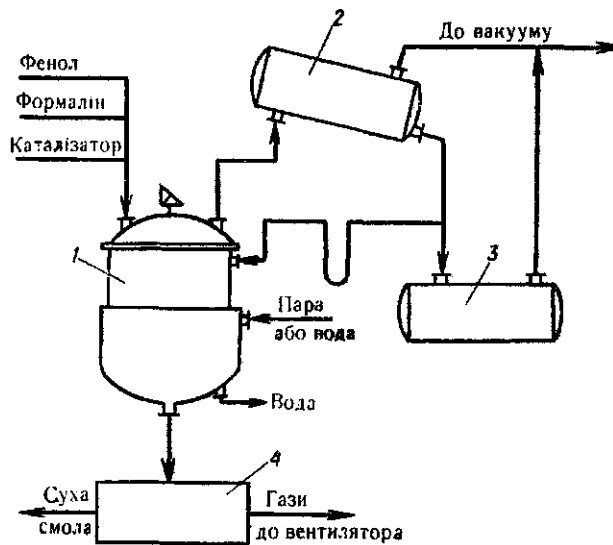 2
До вакууму
Фенол
Формалін
Каталізатор
1
3
Пара
або вода
Вода
4
Суха
смола
Гази
до вентилятора